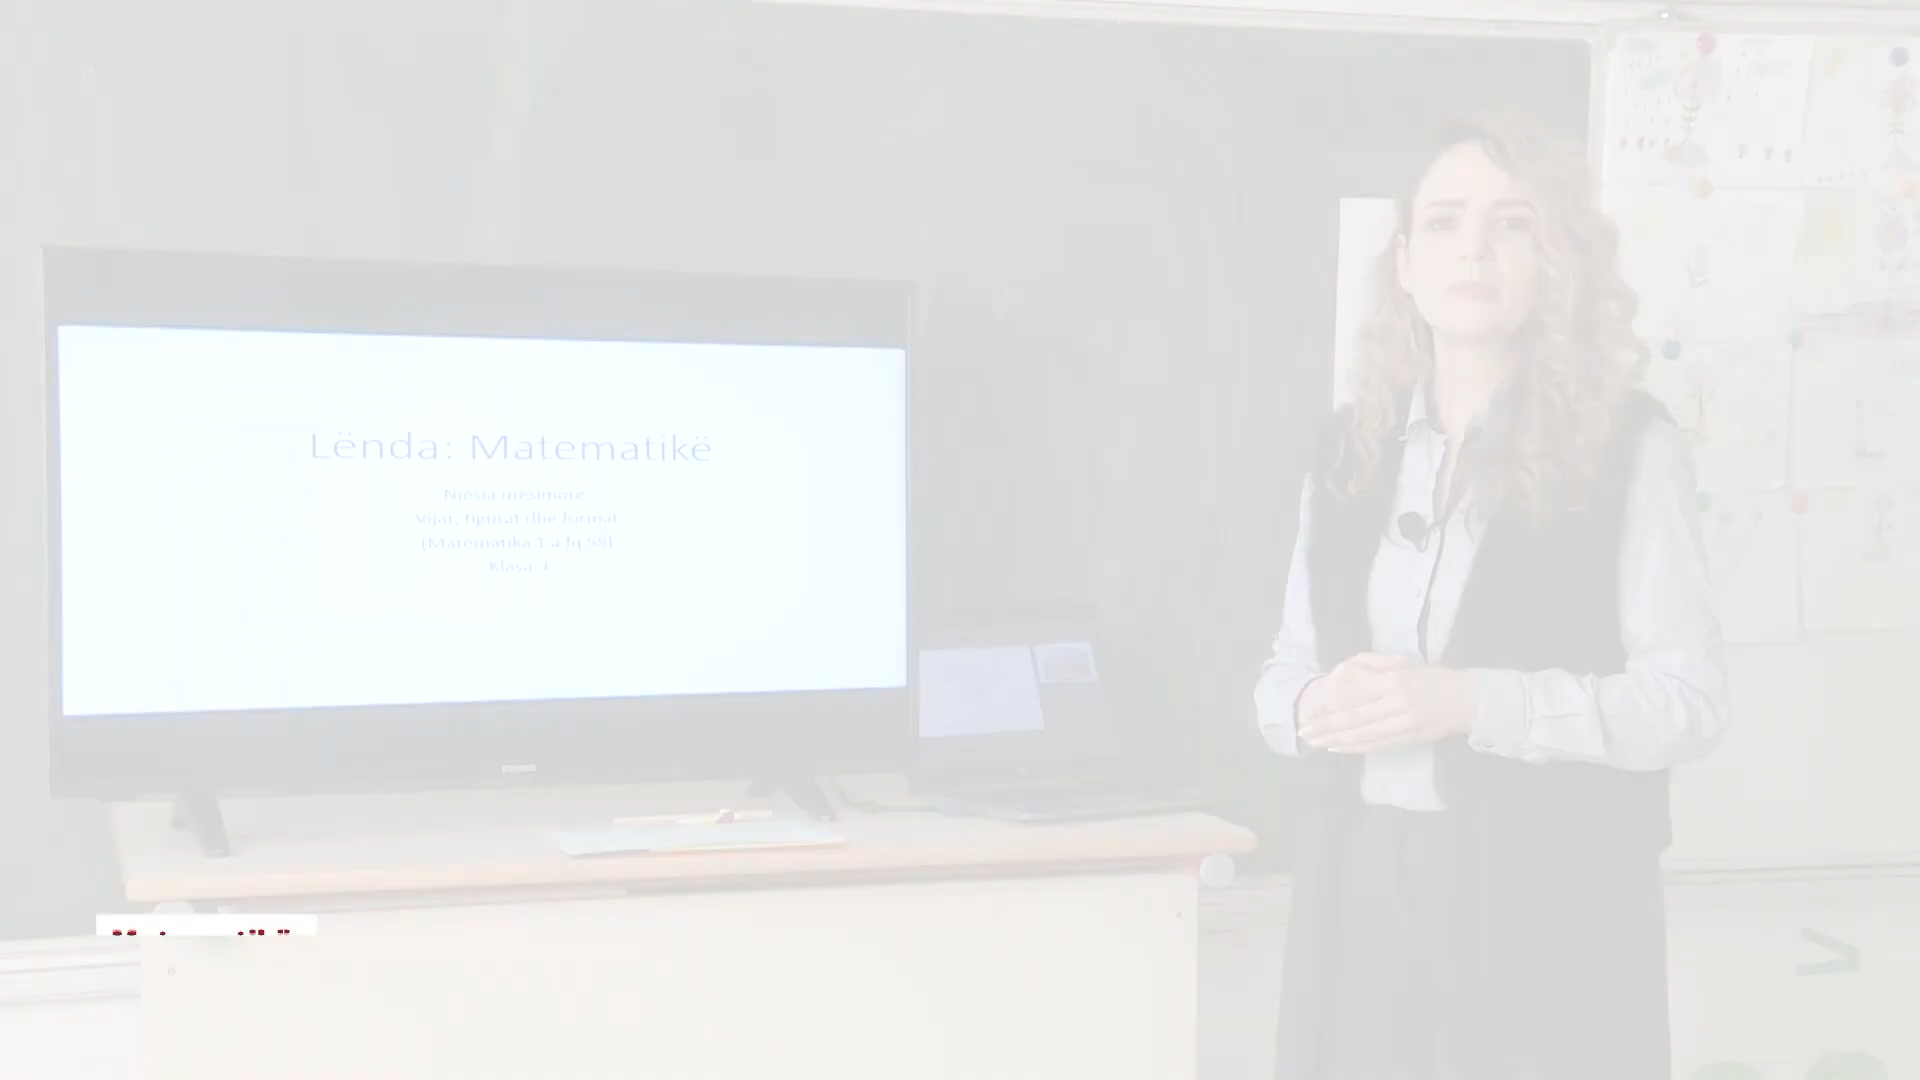 Lënda: Matematikë
Njësia mësimore
Vijat, figurat dhe format
(Matematika 1 a fq 58)
Klasa, I